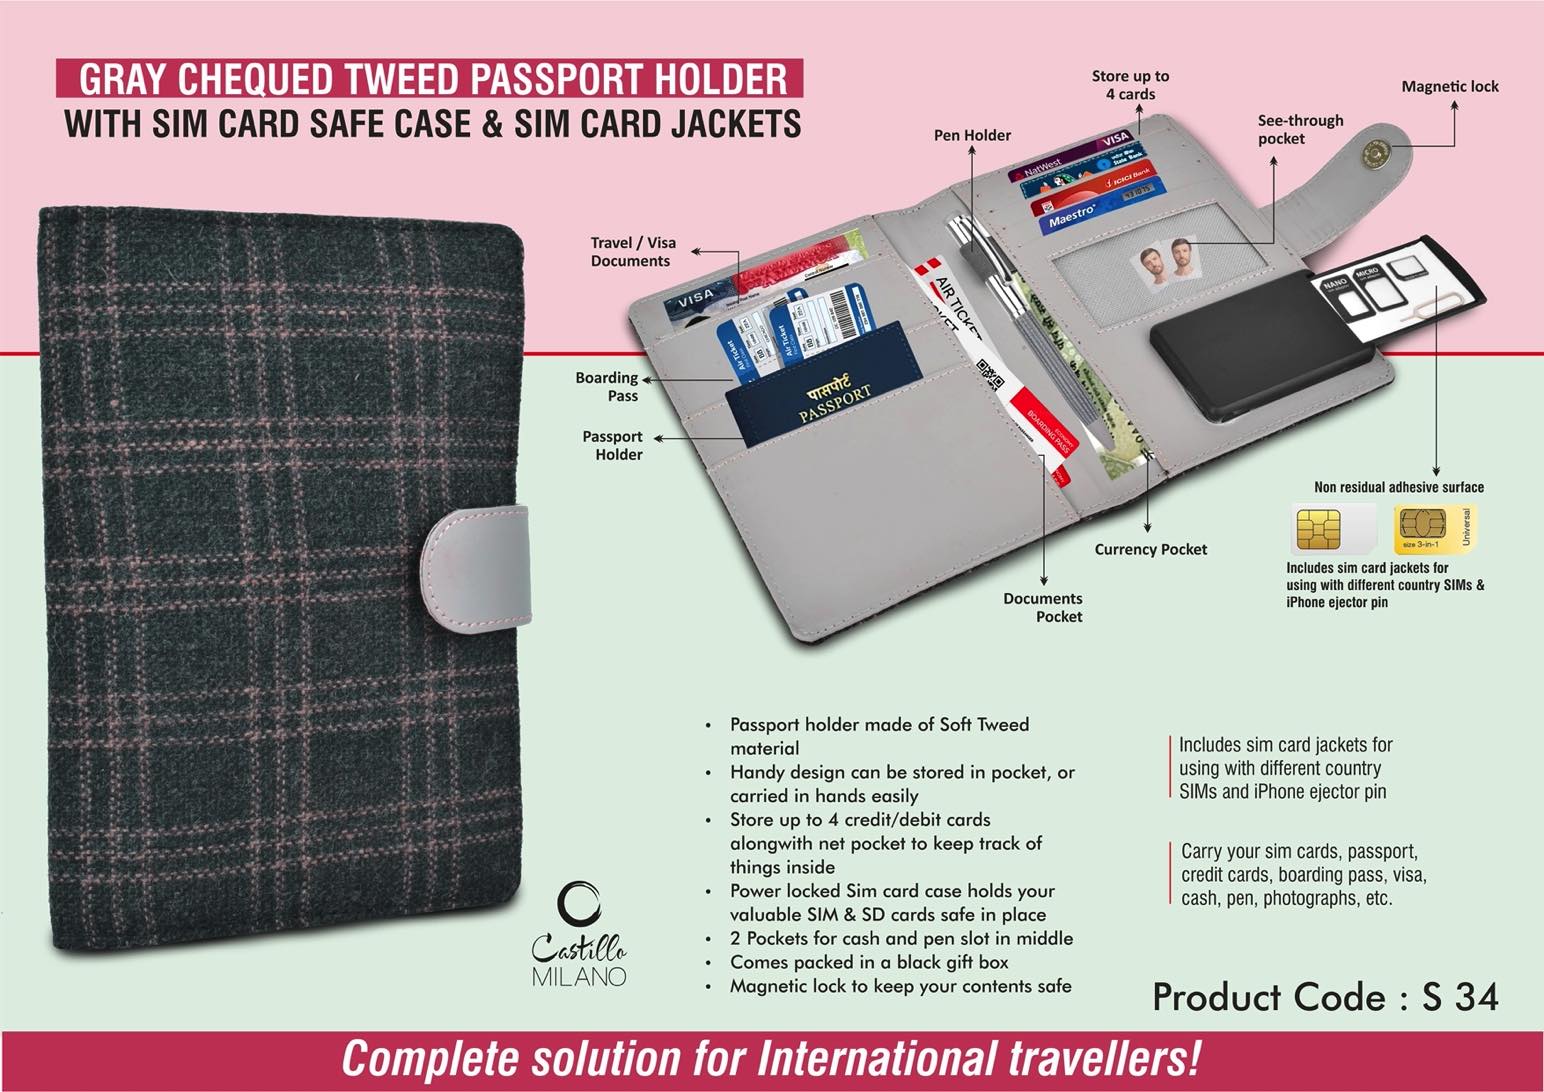 GRAY CHEQUED TWEED PASSPORT HOLDER
WITH SIM CARD SAFE CASE & SIM CARD JACKETS
Store up to
4 cards
Magnetic lock
See-through
pocket
Pen Holder
Travel / Visa
Documents
Boarding
Pass
Passport
Holder
NatWest
VISA
State Bank
ICICI Bank
Maestro
VISA
Air Ticket
Air Ticket
पासपोर्ट
PASSPORT
AIR TICKET
BOARDING PASS
ECONOMY
NANO
MICRO
Non residual adhesive surface
size 3-in-1
Universal
Includes sim card jackets for
using with different country SIMs &
iPhone ejector pin
Currency Pocket
Documents
Pocket
• Passport holder made of Soft Tweed
material
• Handy design can be stored in pocket, or
carried in hands easily
• Store up to 4 credit/debit cards
alongwith net pocket to keep track of
things inside
• Power locked Sim card case holds your
valuable SIM & SD cards safe in place
• 2 Pockets for cash and pen slot in middle
• Comes packed in a black gift box
• Magnetic lock to keep your contents safe
Includes sim card jackets for
using with different country
SIMs and iPhone ejector pin
Carry your sim cards, passport,
credit cards, boarding pass, visa,
cash, pen, photographs, etc.
Castillo
MILANO
Product Code : S 34
Complete solution for International travellers!